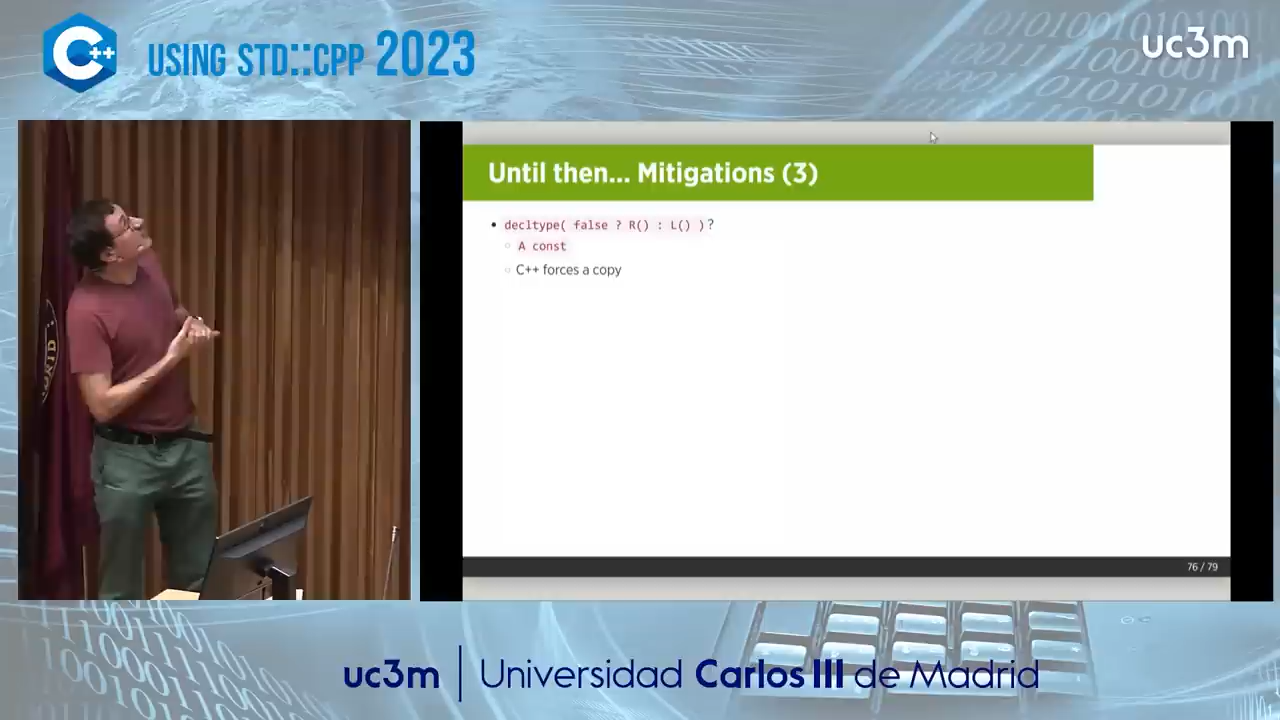 C++
USING STD::CPP 2023
uc3m
Until then... Mitigations (3)
decltype( false ? R() : L() )?
A const
C++ forces a copy
76 / 79
uc3m | Universidad Carlos III de Madrid